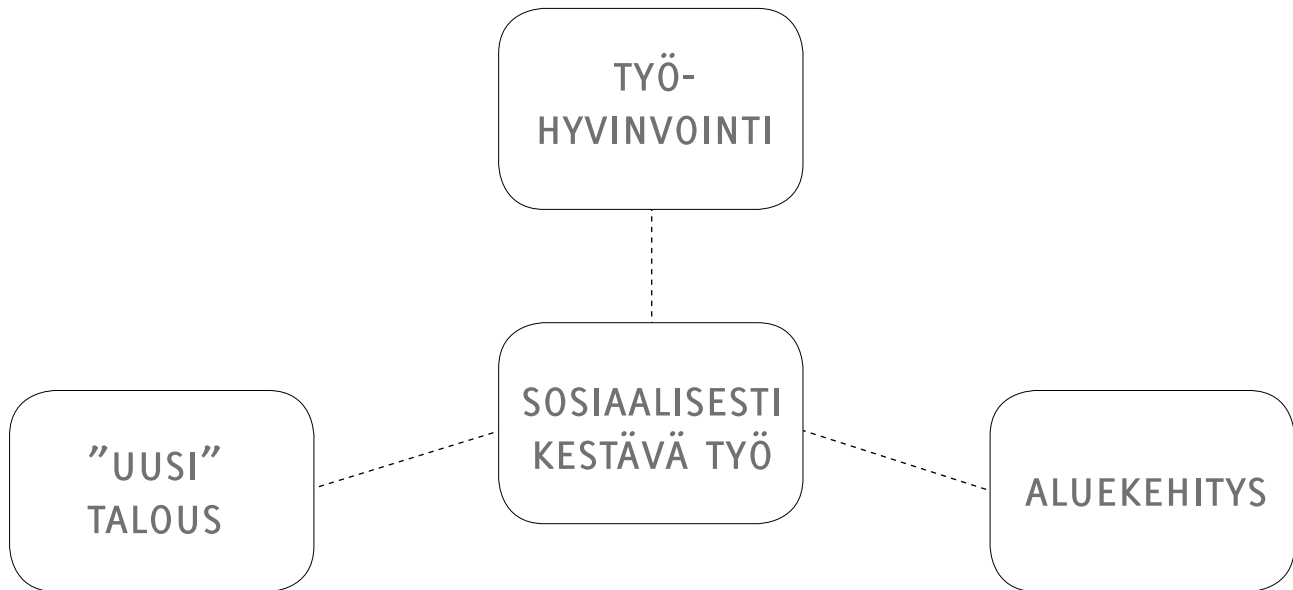 TYÖ-
HYVINVOINTI
SOSIAALISESTI
KESTÄVÄ TYÖ
”UUSI”
TALOUS
ALUEKEHITYS